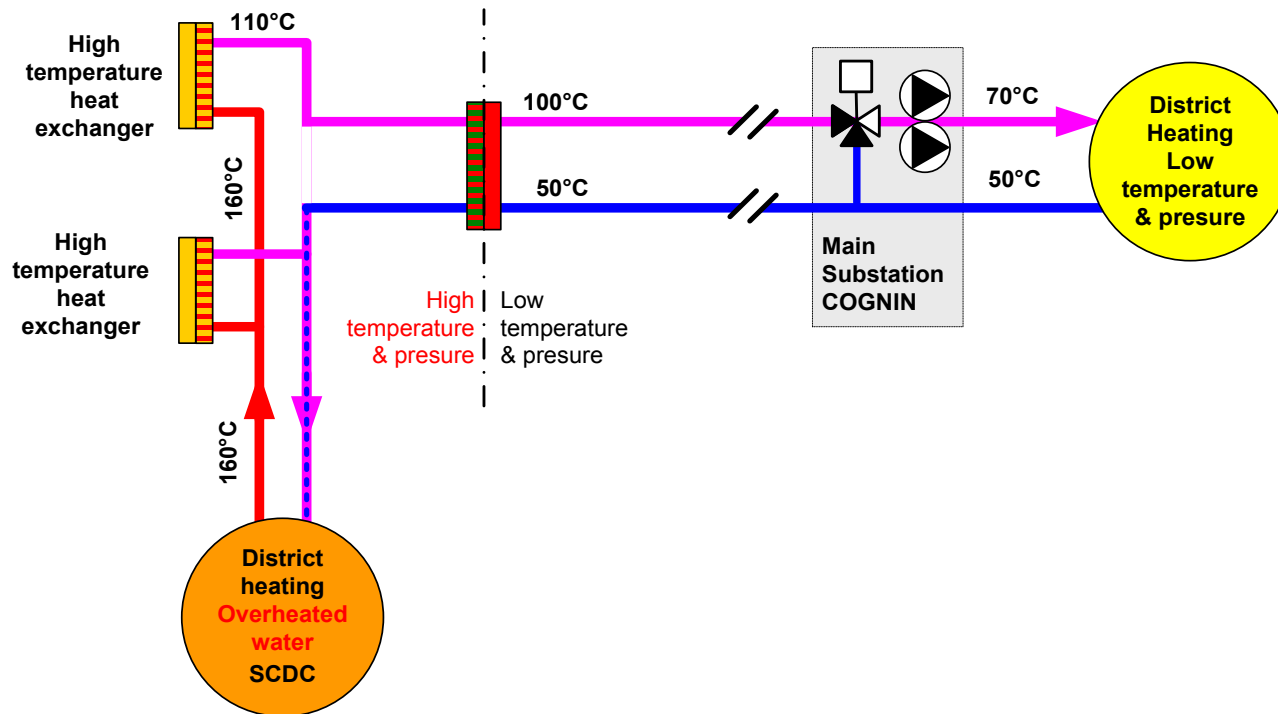 High
temperature
heat
exchanger
110°C
160°C
High
temperature
heat
exchanger
160°C
District
heating
Overheated
water
SCDC
High
temperature
& presure
Low
temperature
& presure
100°C
50°C
Main
Substation
COGNIN
70°C
50°C
District
Heating
Low
temperature
& presure